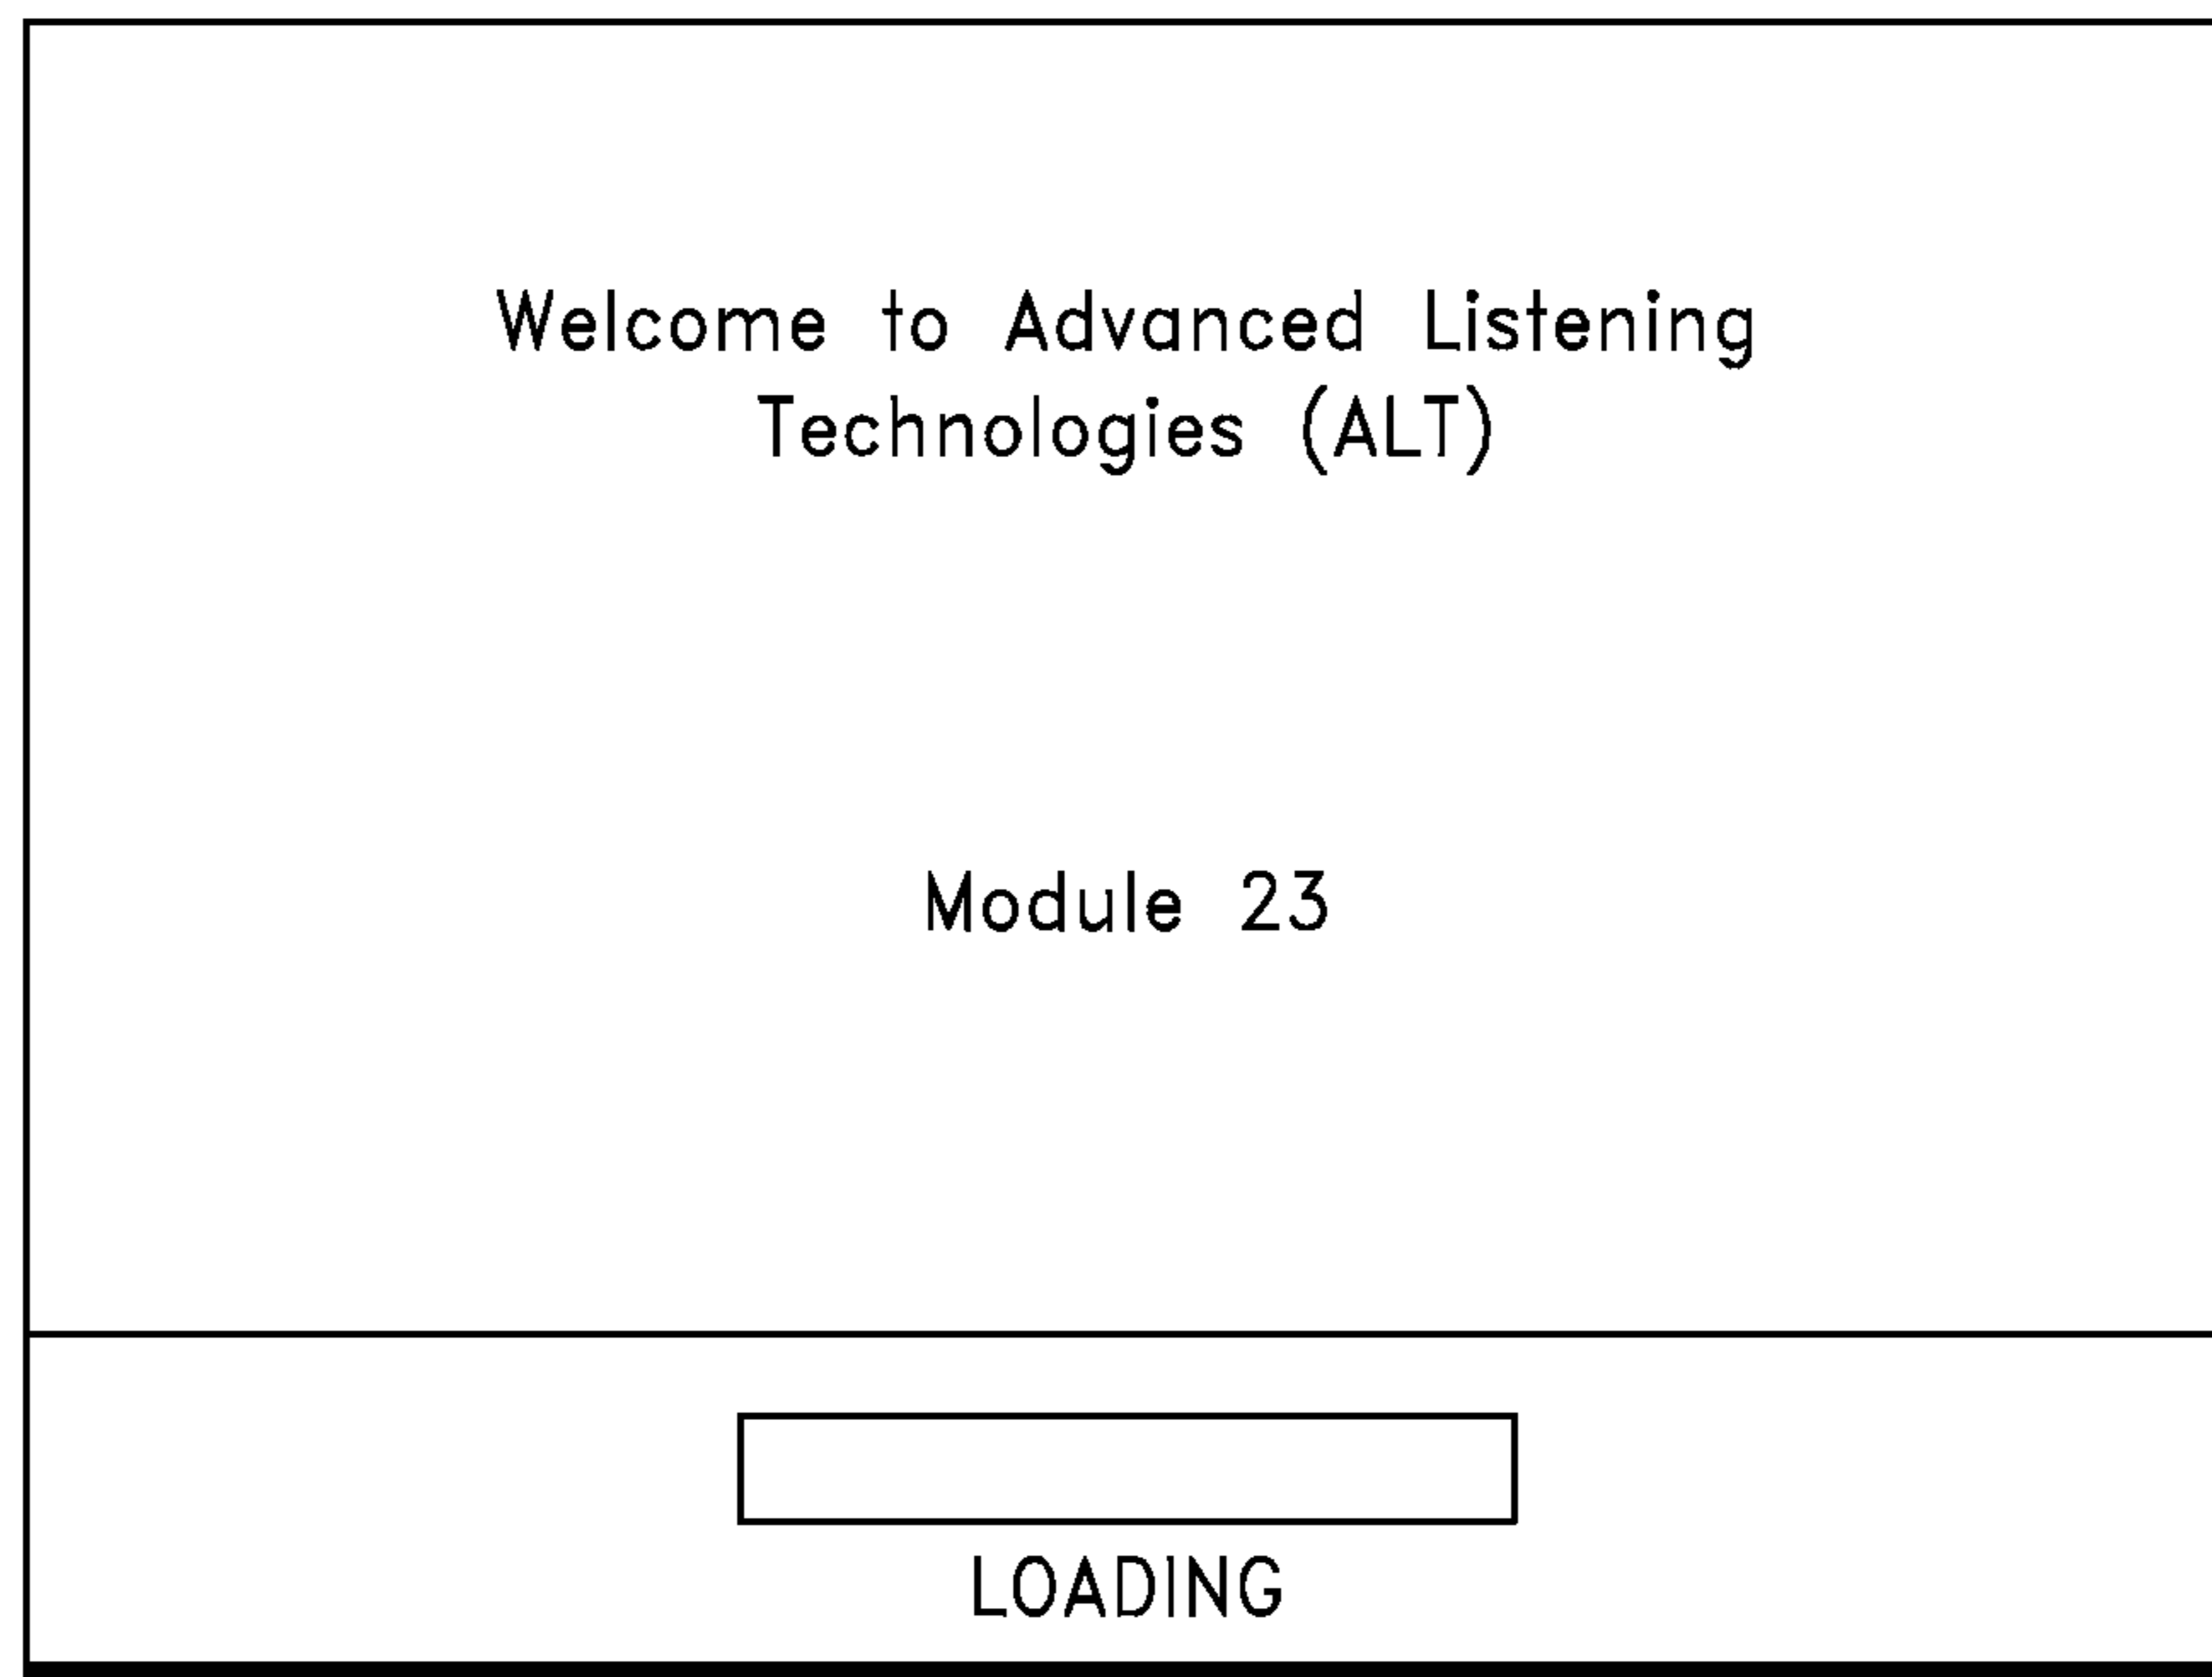 Welcome to Advanced Listening
Technologies (ALT)
Module 23
LOADING